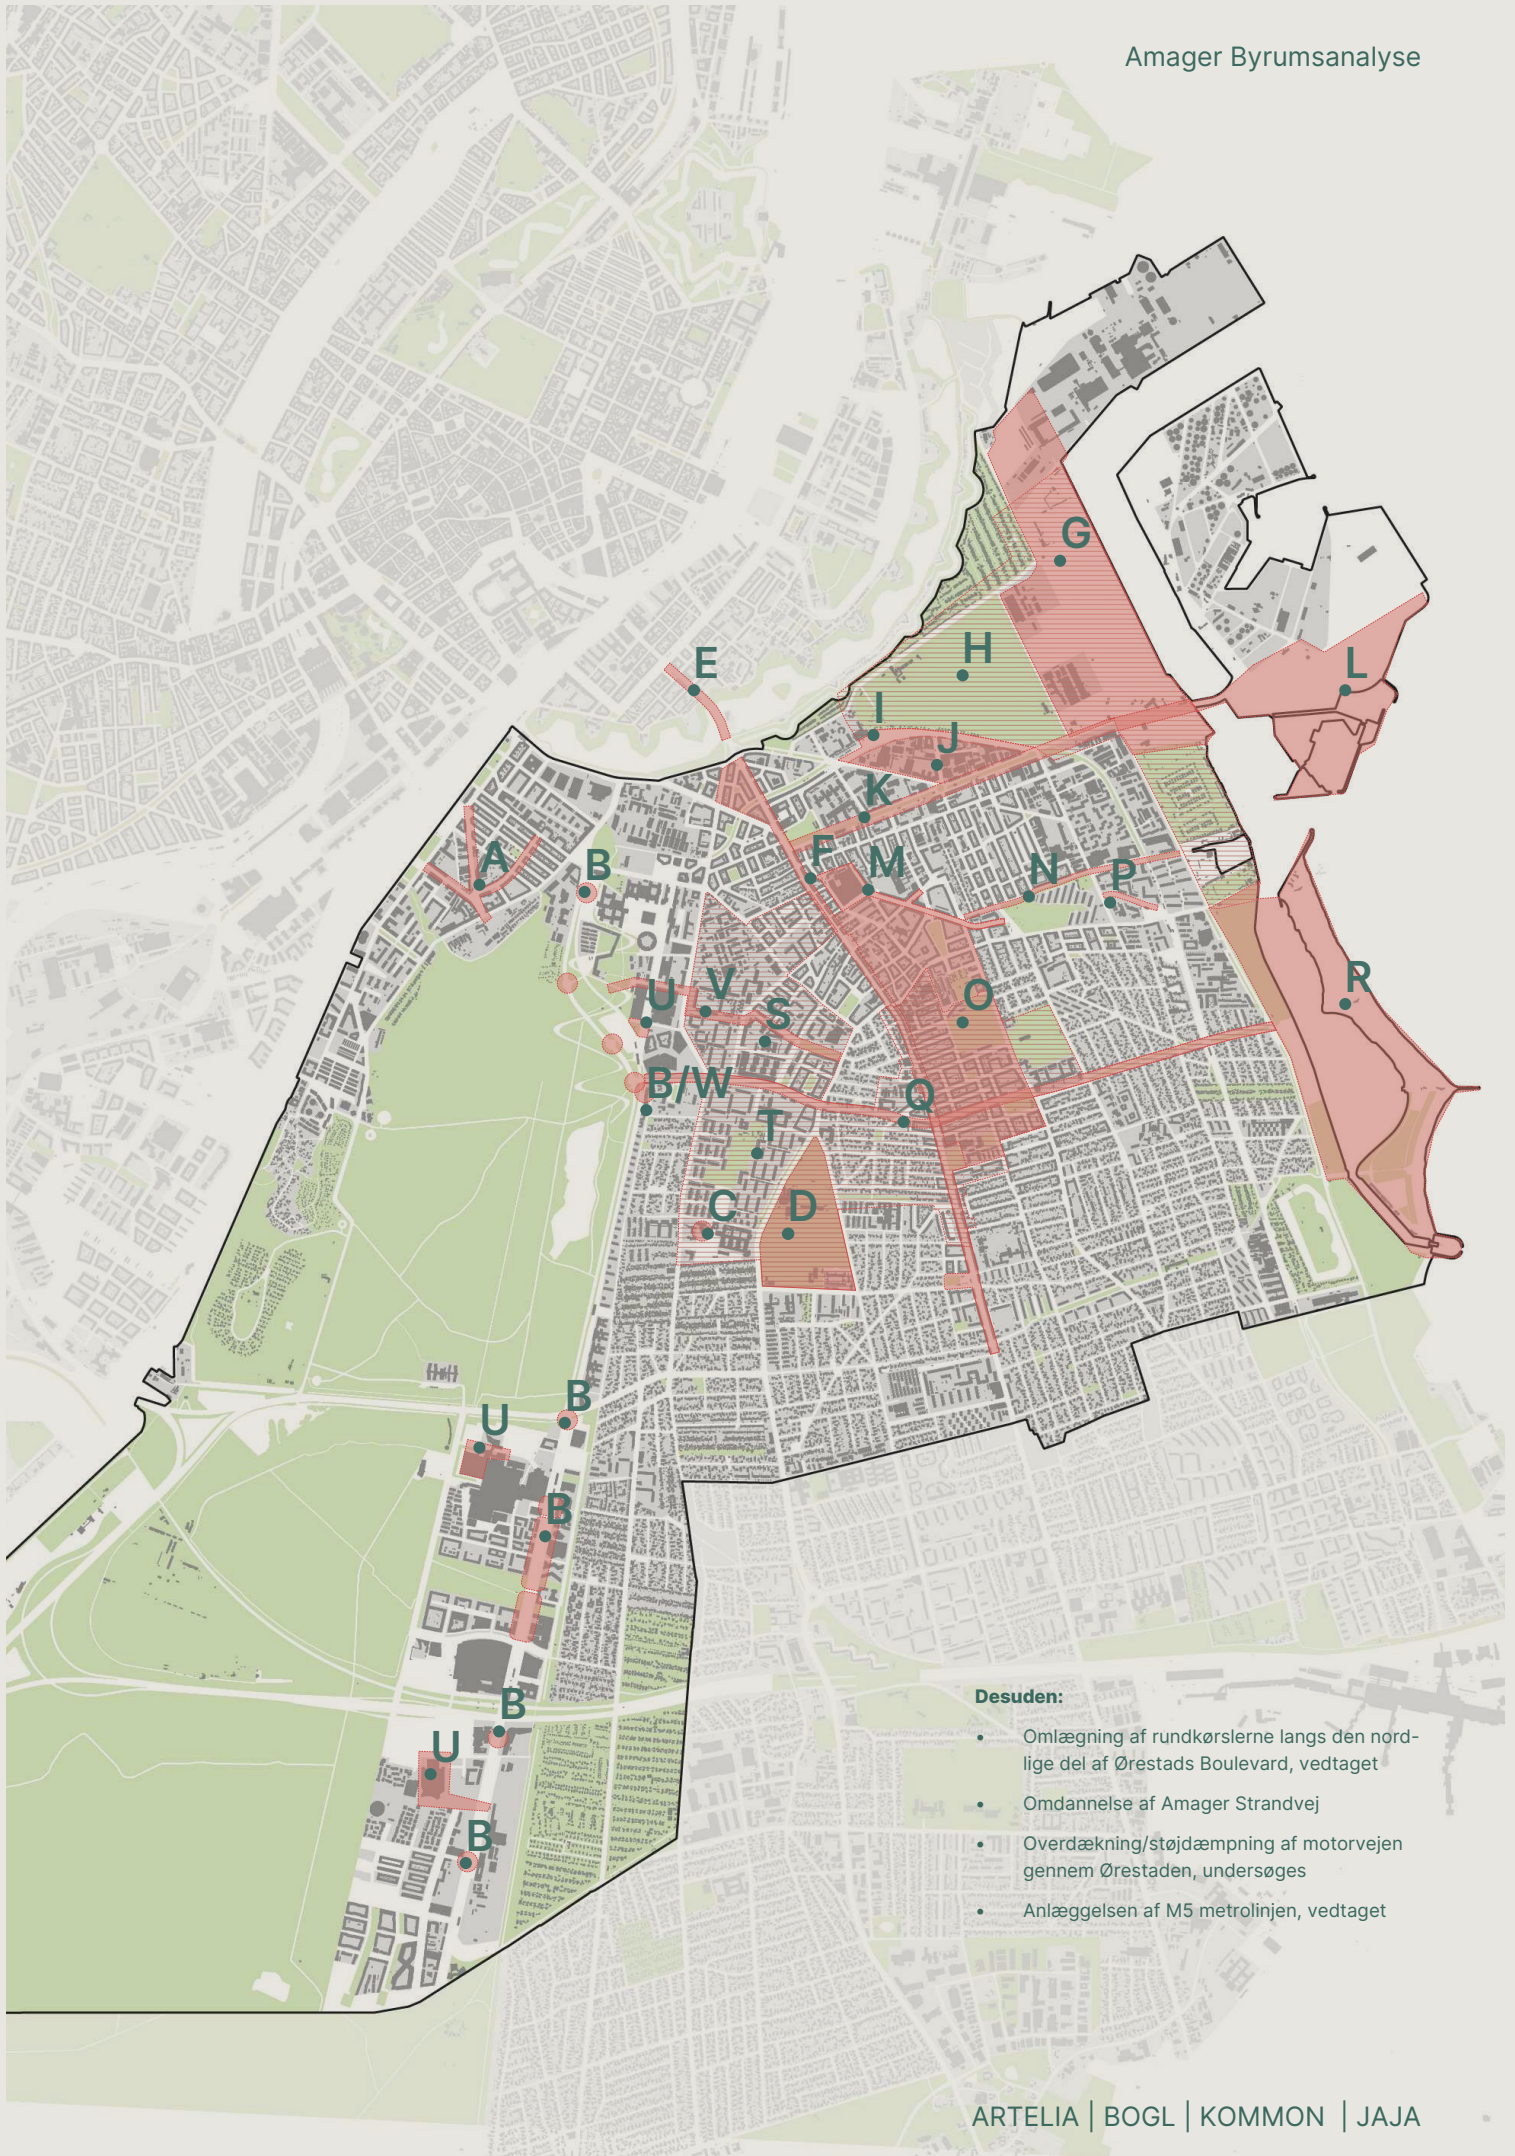 Amager Byrumsanalyse
G
E
H
L
I
J
K
A
B
F
M
N
P
U
V
S
O
R
B/W
Q
T
C
D
B
U
B
B
U
B
Desuden:
• Omlægning af rundkørslerne langs den nord-
lige del af Ørestads Boulevard, vedtaget
• Omdannelse af Amager Strandvej
• Overdækning/støjdæmpning af motorvejen
gennem Ørestaden, undersøges
• Anlæggelsen af M5 metrolinjen, vedtaget
ARTELIA | BOGL | KOMMON | JAJA